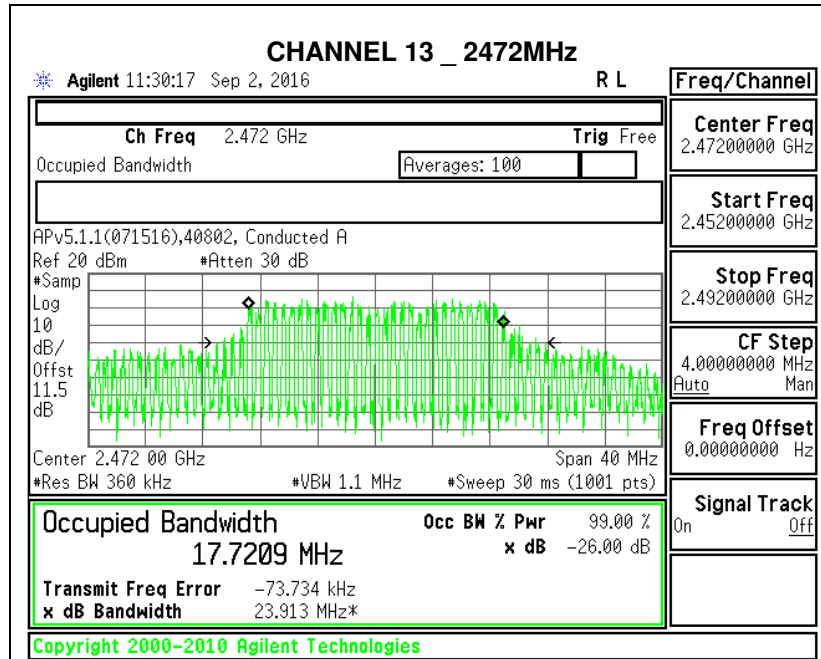 CHANNEL 13 _ 2472MHz
Agilent 11:30:17 Sep 2, 2016 R L
Ch Freq 2.472 GHz Trig Free
Occupied Bandwidth Averages: 100
APv5.1.1(071516),40802, Conducted A
Ref 20 dBm #Atten 30 dB
#Samp
Log
10
dB/
Offst
11.5
dB
Center 2.472 00 GHz Span 40 MHz
#Res BW 360 kHz #VBW 1.1 MHz #Sweep 30 ms (1001 pts)
Occupied Bandwidth Occ BW % Pwr 99.00 %
17.7209 MHz x dB -26.00 dB
Transmit Freq Error -73.734 kHz
x dB Bandwidth 23.913 MHz*
Copyright 2000-2010 Agilent Technologies
Freq/Channel
Center Freq
2.47200000 GHz
Start Freq
2.45200000 GHz
Stop Freq
2.49200000 GHz
CF Step
4.00000000 MHz
Auto Man
Freq Offset
0.00000000 Hz
Signal Track
On Off